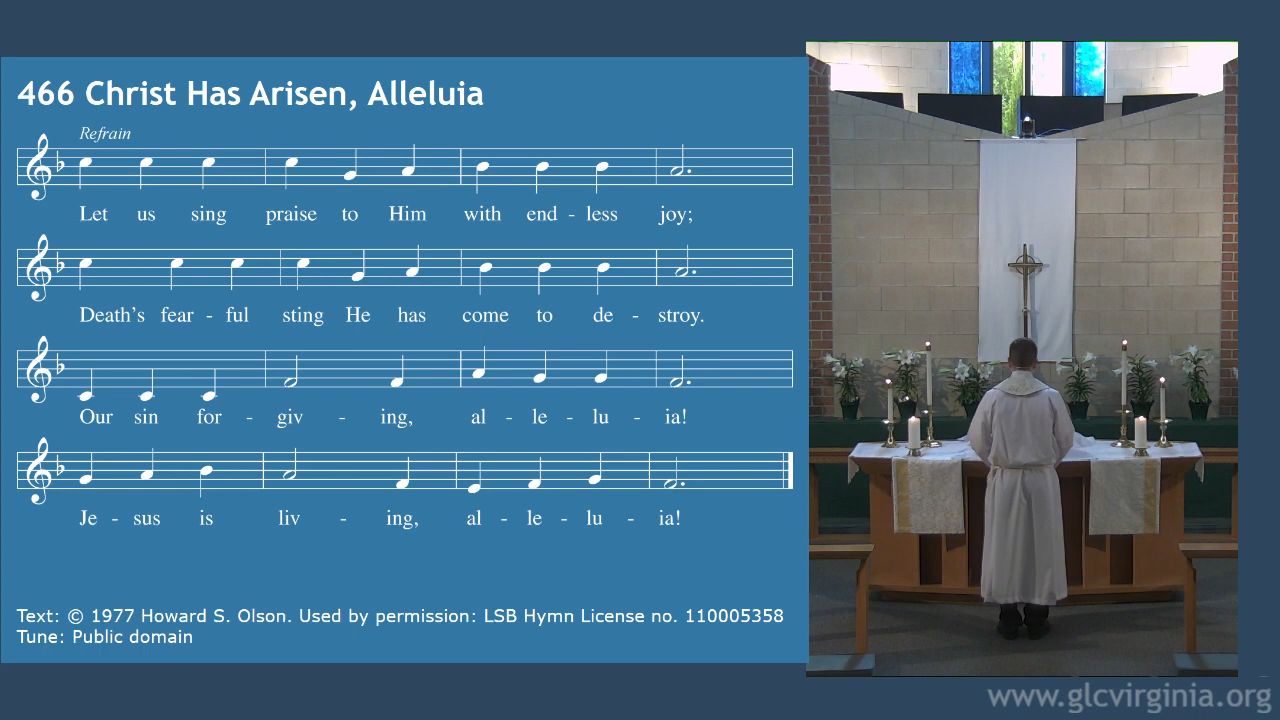 466 Christ Has Arisen, Alleluia
Refrain
Let us sing praise to Him with end - less joy;
Death's fear - ful sting He has come to de - stroy.
Our sin for - giv - ing, al - le - lu - ia!
Je - sus is liv - ing, al - le - lu - ia!
Text: © 1977 Howard S. Olson. Used by permission: LSB Hymn License no. 110005358
Tune: Public domain
www.glcvirginia.org